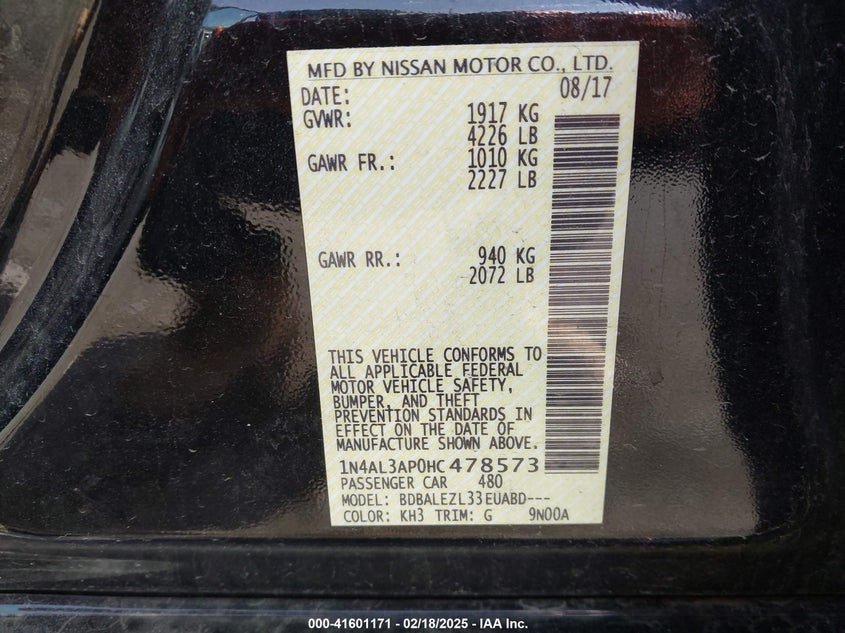 MFD BY NISSAN MOTOR CO., LTD.
DATE: 08/17
GVWR: 1917 KG
4226 LB
GAWR FR.: 1010 KG
2227 LB
GAWR RR.: 940 KG
2072 LB
THIS VEHICLE CONFORMS TO
ALL APPLICABLE FEDERAL
MOTOR VEHICLE SAFETY,
BUMPER, AND THEFT
PREVENTION STANDARDS IN
EFFECT ON THE DATE OF
MANUFACTURE SHOWN ABOVE.
1N4AL3AP0HC478573
PASSENGER CAR 480
MODEL: BDBALEZL33EUABD---
COLOR: KH3 TRIM: G 9N00A
000-41601171 - 02/18/2025 - IAA Inc.